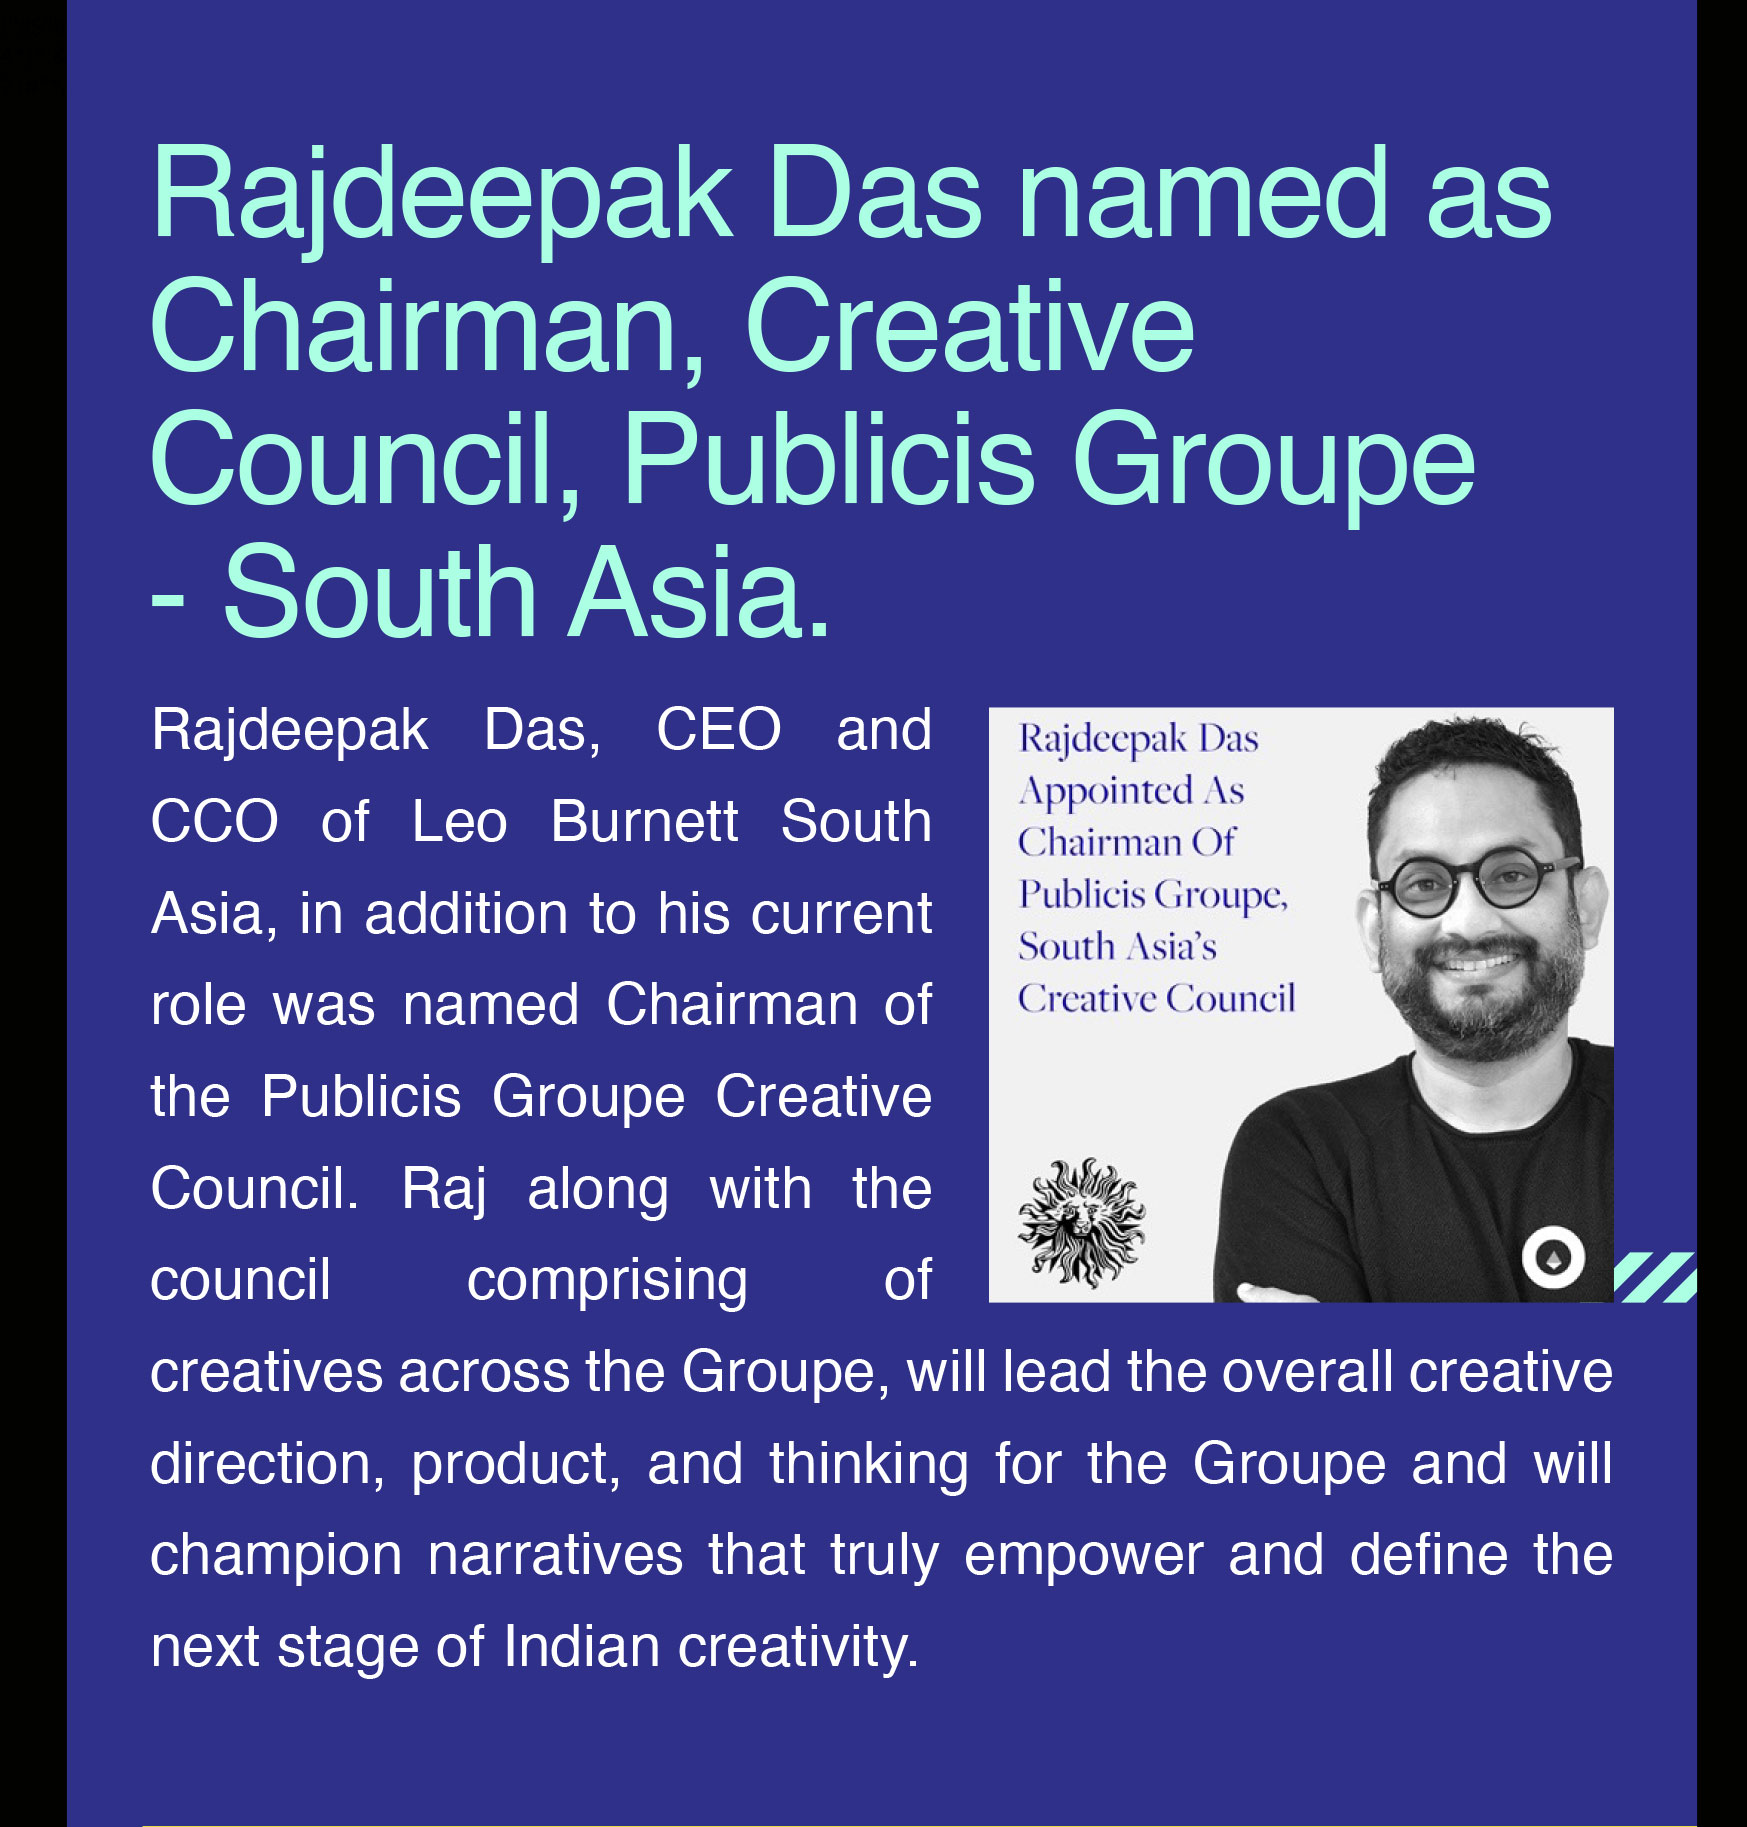 Rajdeepak Das named as
Chairman, Creative
Council, Publicis Groupe
- South Asia.
Rajdeepak Das, CEO and
CCO of Leo Burnett South
Asia, in addition to his current
role was named Chairman of
the Publicis Groupe Creative
Council. Raj along with the
council comprising of
creatives across the Groupe, will lead the overall creative
direction, product, and thinking for the Groupe and will
champion narratives that truly empower and define the
next stage of Indian creativity.
Rajdeepak Das
Appointed As
Chairman Of
Publicis Groupe,
South Asia’s
Creative Council